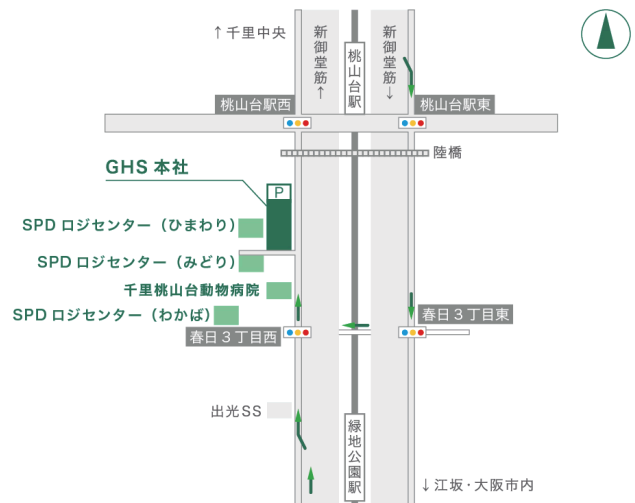 ↑千里中央
新御堂筋↑
桃山台駅
新御堂筋↓
桃山台駅西
桃山台駅東
陸橋
GHS 本社
P
SPD ロジセンター（ひまわり）
SPD ロジセンター（みどり）
千里桃山台動物病院
SPD ロジセンター（わかば）
春日３丁目東
春日３丁目西
出光SS
緑地公園駅
↓江坂・大阪市内